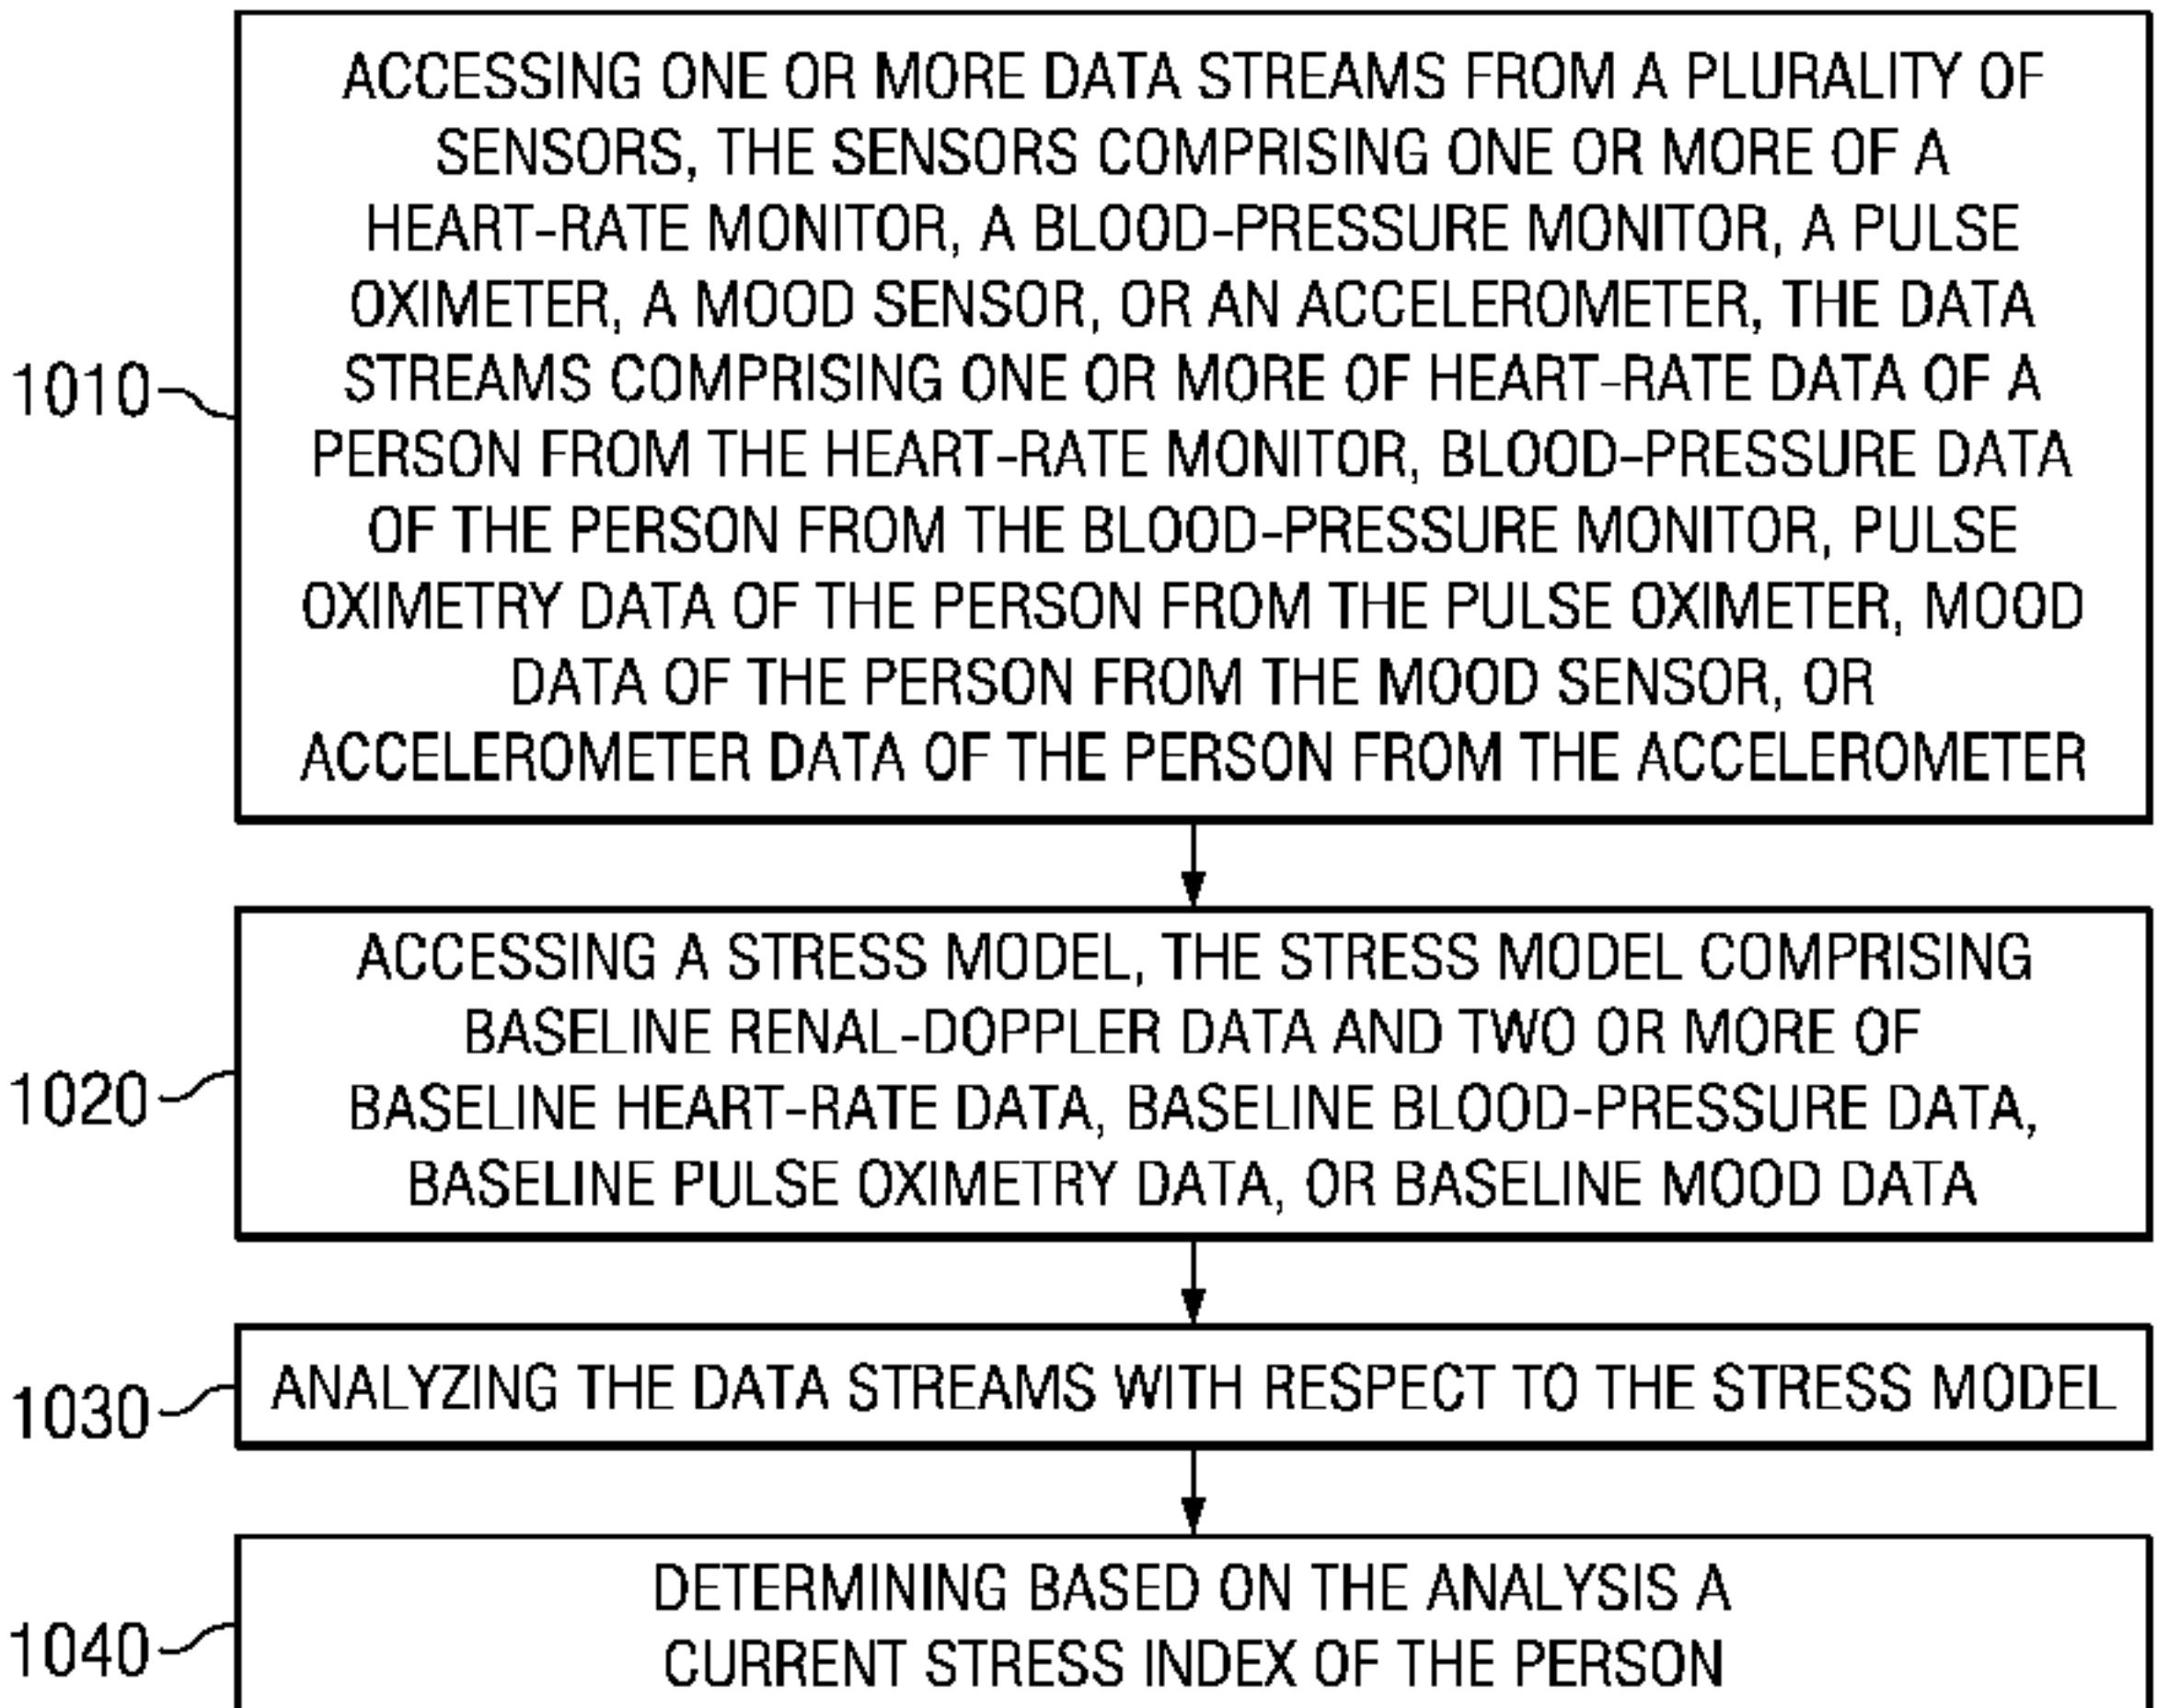 ACCESSING ONE OR MORE DATA STREAMS FROM A PLURALITY OF
SENSORS, THE SENSORS COMPRISING ONE OR MORE OF A
HEART-RATE MONITOR, A BLOOD-PRESSURE MONITOR, A PULSE
OXIMETER, A MOOD SENSOR, OR AN ACCELEROMETER, THE DATA
STREAMS COMPRISING ONE OR MORE OF HEART-RATE DATA OF A
PERSON FROM THE HEART-RATE MONITOR, BLOOD-PRESSURE DATA
OF THE PERSON FROM THE BLOOD-PRESSURE MONITOR, PULSE
OXIMETRY DATA OF THE PERSON FROM THE PULSE OXIMETER, MOOD
DATA OF THE PERSON FROM THE MOOD SENSOR, OR
ACCELEROMETER DATA OF THE PERSON FROM THE ACCELEROMETER
1010
ACCESSING A STRESS MODEL, THE STRESS MODEL COMPRISING
BASELINE RENAL-DOPPLER DATA AND TWO OR MORE OF
BASELINE HEART-RATE DATA, BASELINE BLOOD-PRESSURE DATA,
BASELINE PULSE OXIMETRY DATA, OR BASELINE MOOD DATA
1020
ANALYZING THE DATA STREAMS WITH RESPECT TO THE STRESS MODEL
1030
DETERMINING BASED ON THE ANALYSIS A
CURRENT STRESS INDEX OF THE PERSON
1040